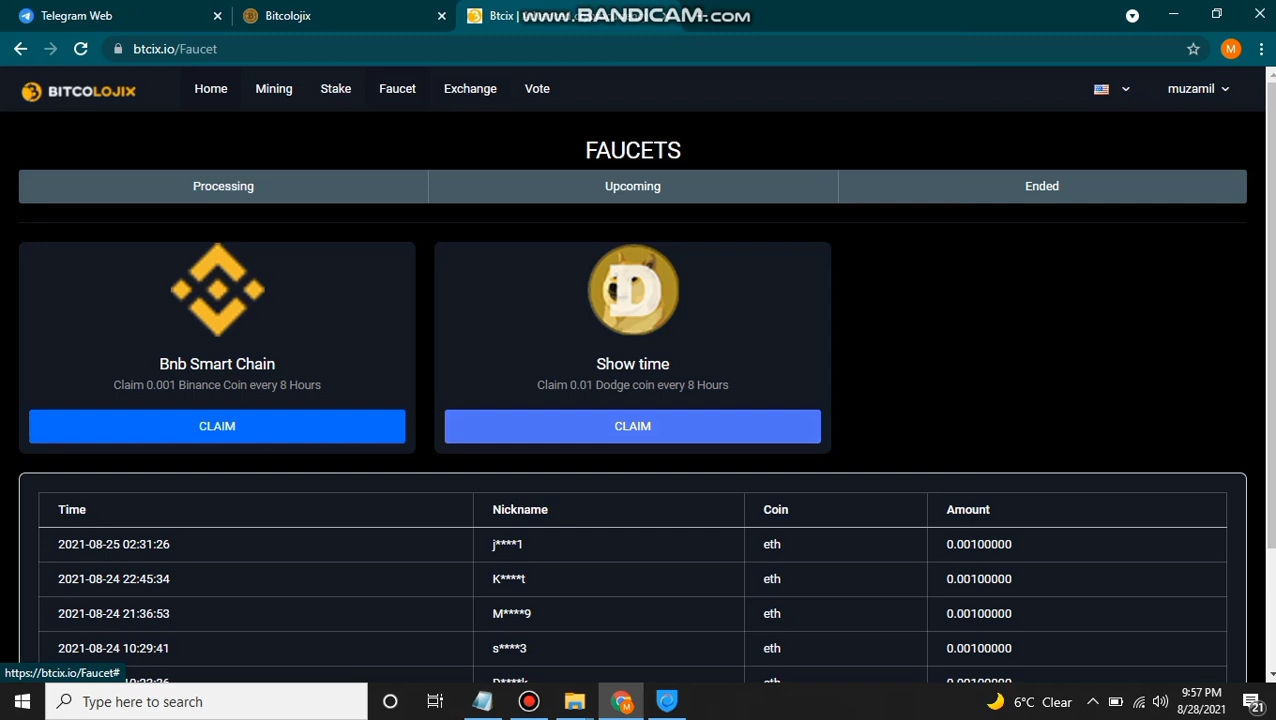 Telegram Web
Bitcolojix
Btcix |
WWW.BANDICAM.COM
btcix.io/Faucet
M
BITCOLOJIX
Home
Mining
Stake
Faucet
Exchange
Vote
muzamil
FAUCETS
Processing
Upcoming
Ended
Bnb Smart Chain
Claim 0.001 Binance Coin every 8 Hours
CLAIM
Show time
Claim 0.01 Dodge coin every 8 Hours
CLAIM
Time Nickname Coin Amount
2021-08-25 02:31:26 j****1 eth 0.00100000
2021-08-24 22:45:34 K****t eth 0.00100000
2021-08-24 21:36:53 M****9 eth 0.00100000
2021-08-24 10:29:41 s****3 eth 0.00100000
https://btcix.io/Faucet#
Type here to search
6°C Clear
9:57 PM
8/28/2021
21